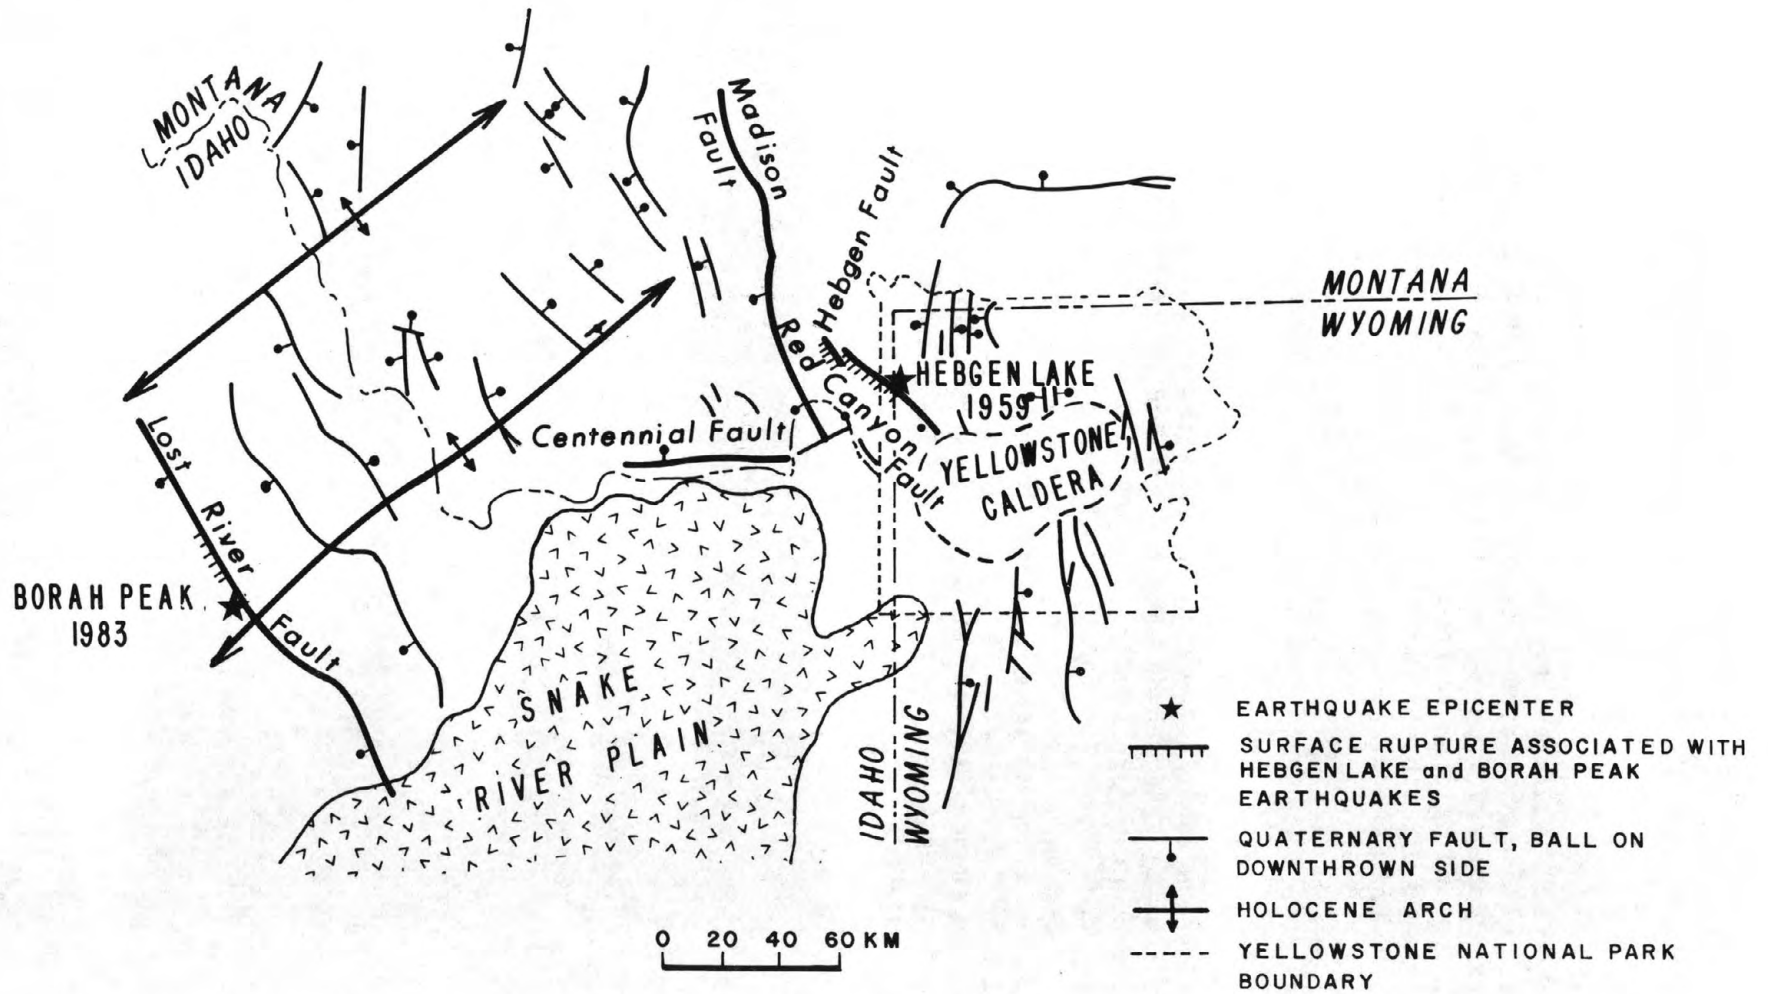 MONTANA
IDAHO
Madison
Fault
Hebgen Fault
MONTANA
WYOMING
Red Canyon Fault
HEBGEN LAKE
1959
Centennial Fault
YELLOWSTONE
CALDERA
Lost River Fault
BORAH PEAK
1983
SNAKE
RIVER PLAIN
IDAHO
WYOMING
EARTHQUAKE EPICENTER
SURFACE RUPTURE ASSOCIATED WITH
HEBGEN LAKE and BORAH PEAK
EARTHQUAKES
QUATERNARY FAULT, BALL ON
DOWNTHROWN SIDE
HOLOCENE ARCH
YELLOWSTONE NATIONAL PARK
BOUNDARY
0 20 40 60 KM